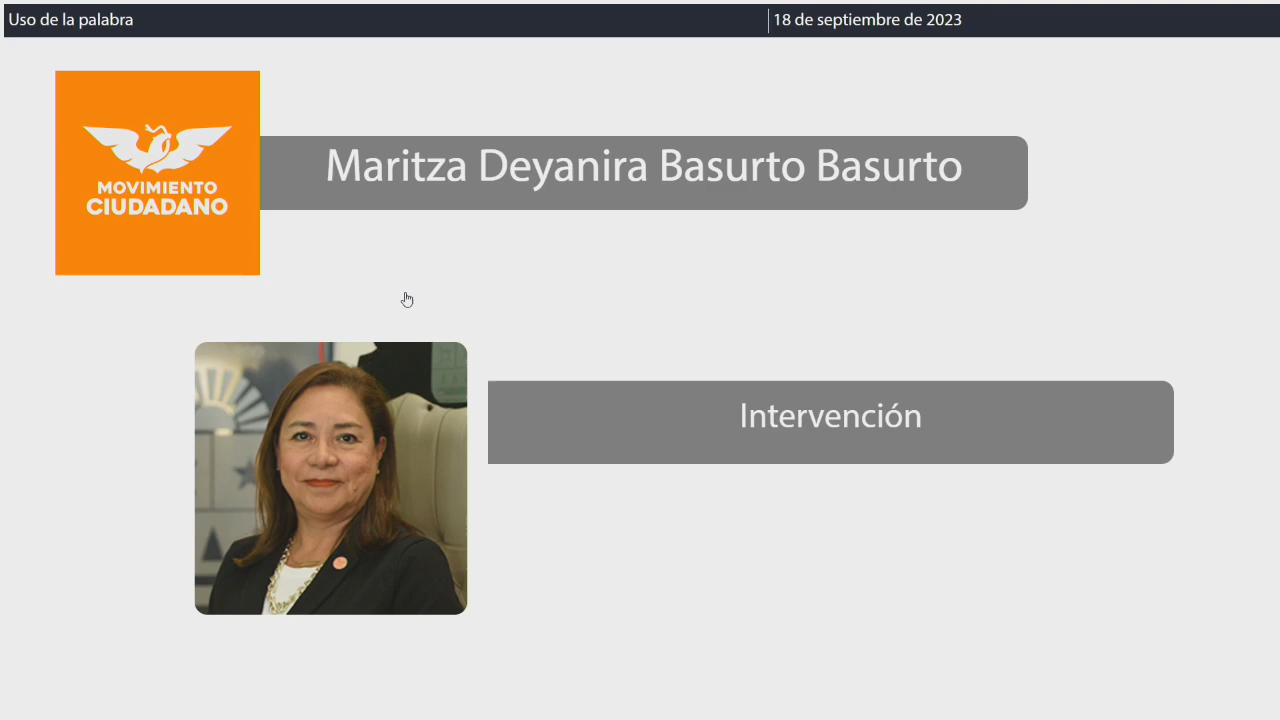 Uso de la palabra
18 de septiembre de 2023
MOVIMIENTO
CIUDADANO
Maritza Deyanira Basurto Basurto
Intervención